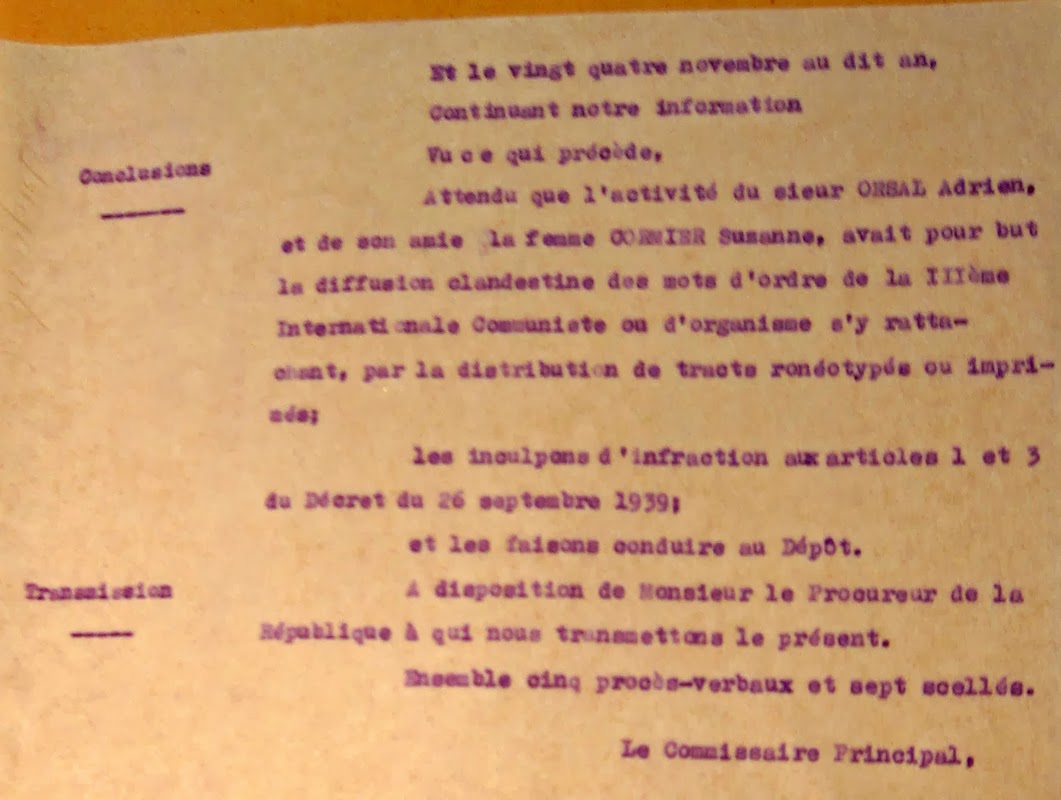 Et le vingt quatre novembre au dit an,
Continuant notre information
Conclusions
Vu ce qui précède,
Attendu que l'activité du sieur ORSAL Adrien,
et de son amie la femme CORMIER Suzanne, avait pour but
la diffusion clandestine des mots d'ordre de la IIIème
Internationale Communiste ou d'organisme s'y ratta-
chant, par la distribution de tracts ronéotypés ou impri-
més;
les inculpons d'infraction aux articles 1 et 3
du Décret du 26 septembre 1939;
et les faisons conduire au Dépôt.
Transmission
A disposition de Monsieur le Procureur de la
République à qui nous transmettons le présent.
Ensemble cinq procès-verbaux et sept scellés.
Le Commissaire Principal,